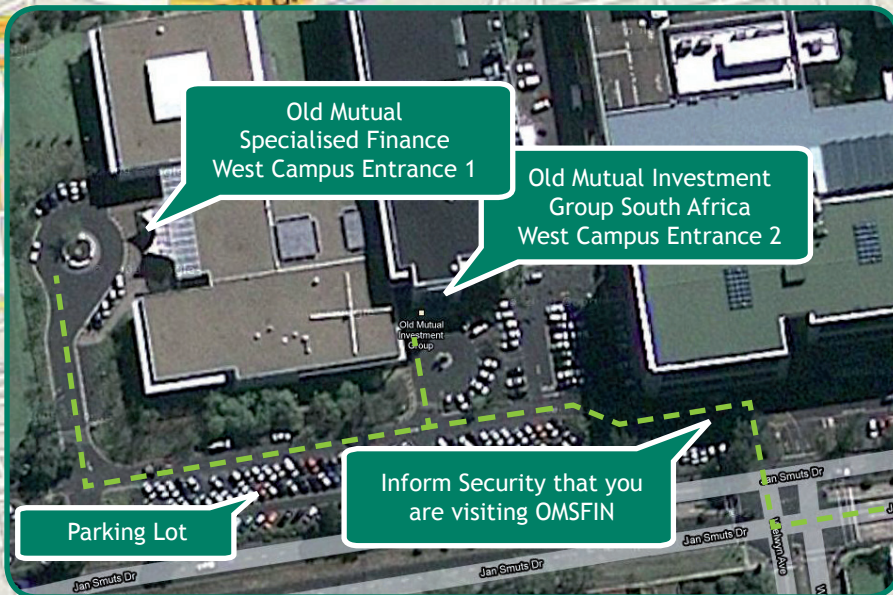 Old Mutual
Specialised Finance
West Campus Entrance 1
Old Mutual Investment
Group South Africa
West Campus Entrance 2
Old Mutual
Investment
Group
Inform Security that you
are visiting OMSFIN
Parking Lot
Jan Smuts Dr
Jan Smuts Dr
Jan Smuts Dr
Jan Smuts Dr